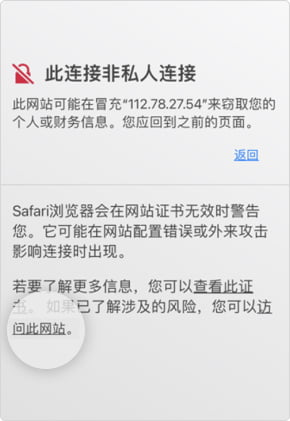 此连接非私人连接
此网站可能在冒充“112.78.27.54”来窃取您的
个人或财务信息。您应回到之前的页面。
返回
Safari浏览器会在网站证书无效时警告
您。它可能在网站配置错误或外来攻击
影响连接时出现。
若要了解更多信息，您可以查看此证
书。 如果已了解涉及的风险，您可以访
问此网站。